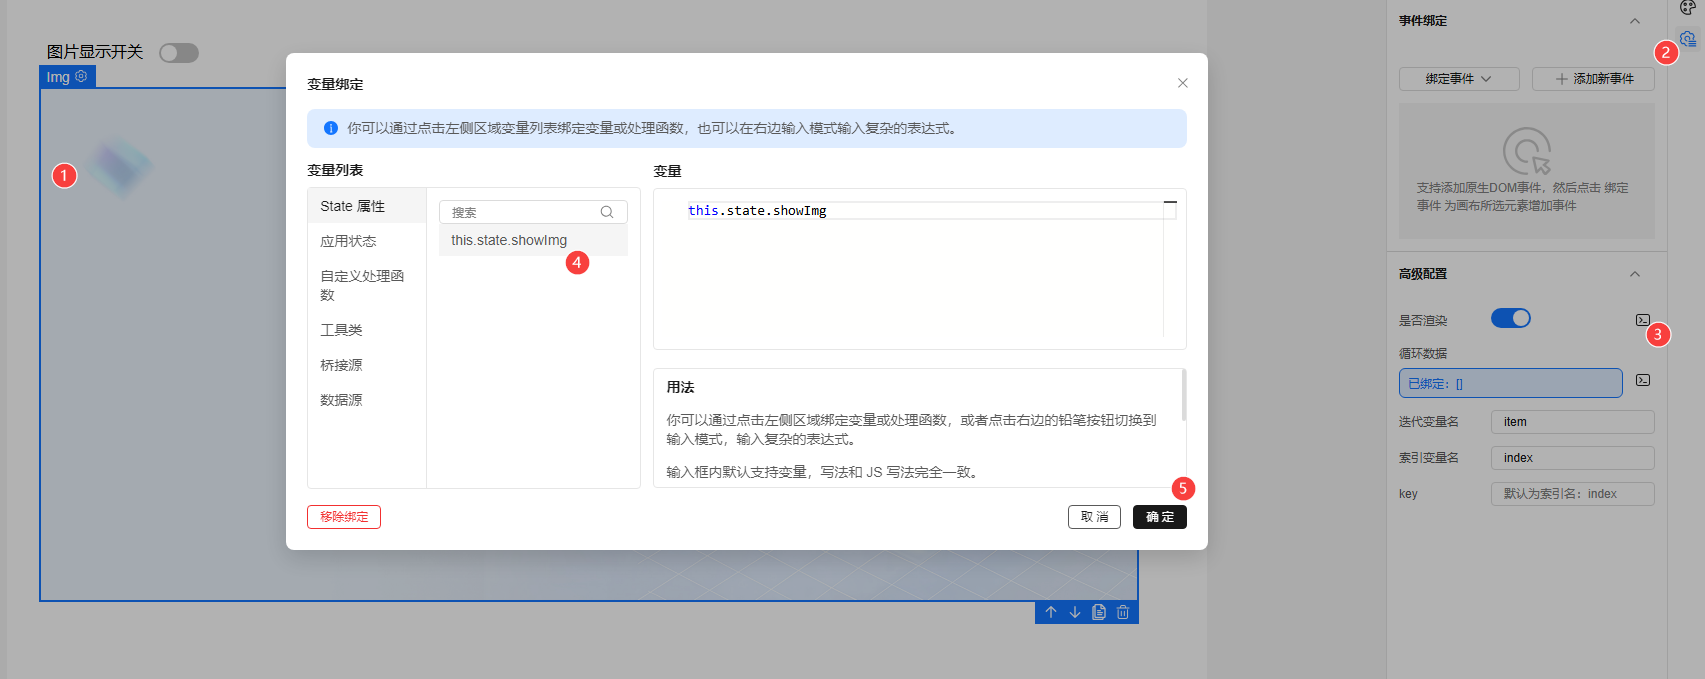 图片显示开关
Img
1
变量绑定
你可以通过点击左侧区域变量列表绑定变量或处理函数，也可以在右边输入模式输入复杂的表达式。
变量列表
State 属性
应用状态
自定义处理函
数
工具类
桥接源
数据源
搜索
this.state.showImg
4
变量
this.state.showImg
用法
你可以通过点击左侧区域绑定变量或处理函数，或者点击右边的铅笔按钮切换到
输入模式，输入复杂的表达式。
输入框内默认支持变量，写法和 JS 写法完全一致。
5
移除绑定
取 消
确 定
事件绑定
2
绑定事件
添加新事件
支持添加原生DOM事件，然后点击 绑定
事件 为画布所选元素增加事件
高级配置
是否渲染
3
循环数据
已绑定：[]
迭代变量名
item
索引变量名
index
key
默认为索引名：index